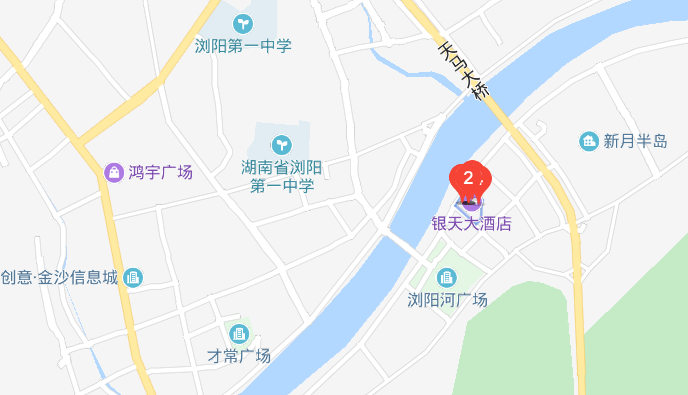 浏阳第一中学
天马大桥
新月半岛
湖南省浏阳
第一中学
鸿宇广场
2
银天大酒店
创意·金沙信息城
浏阳河广场
才常广场